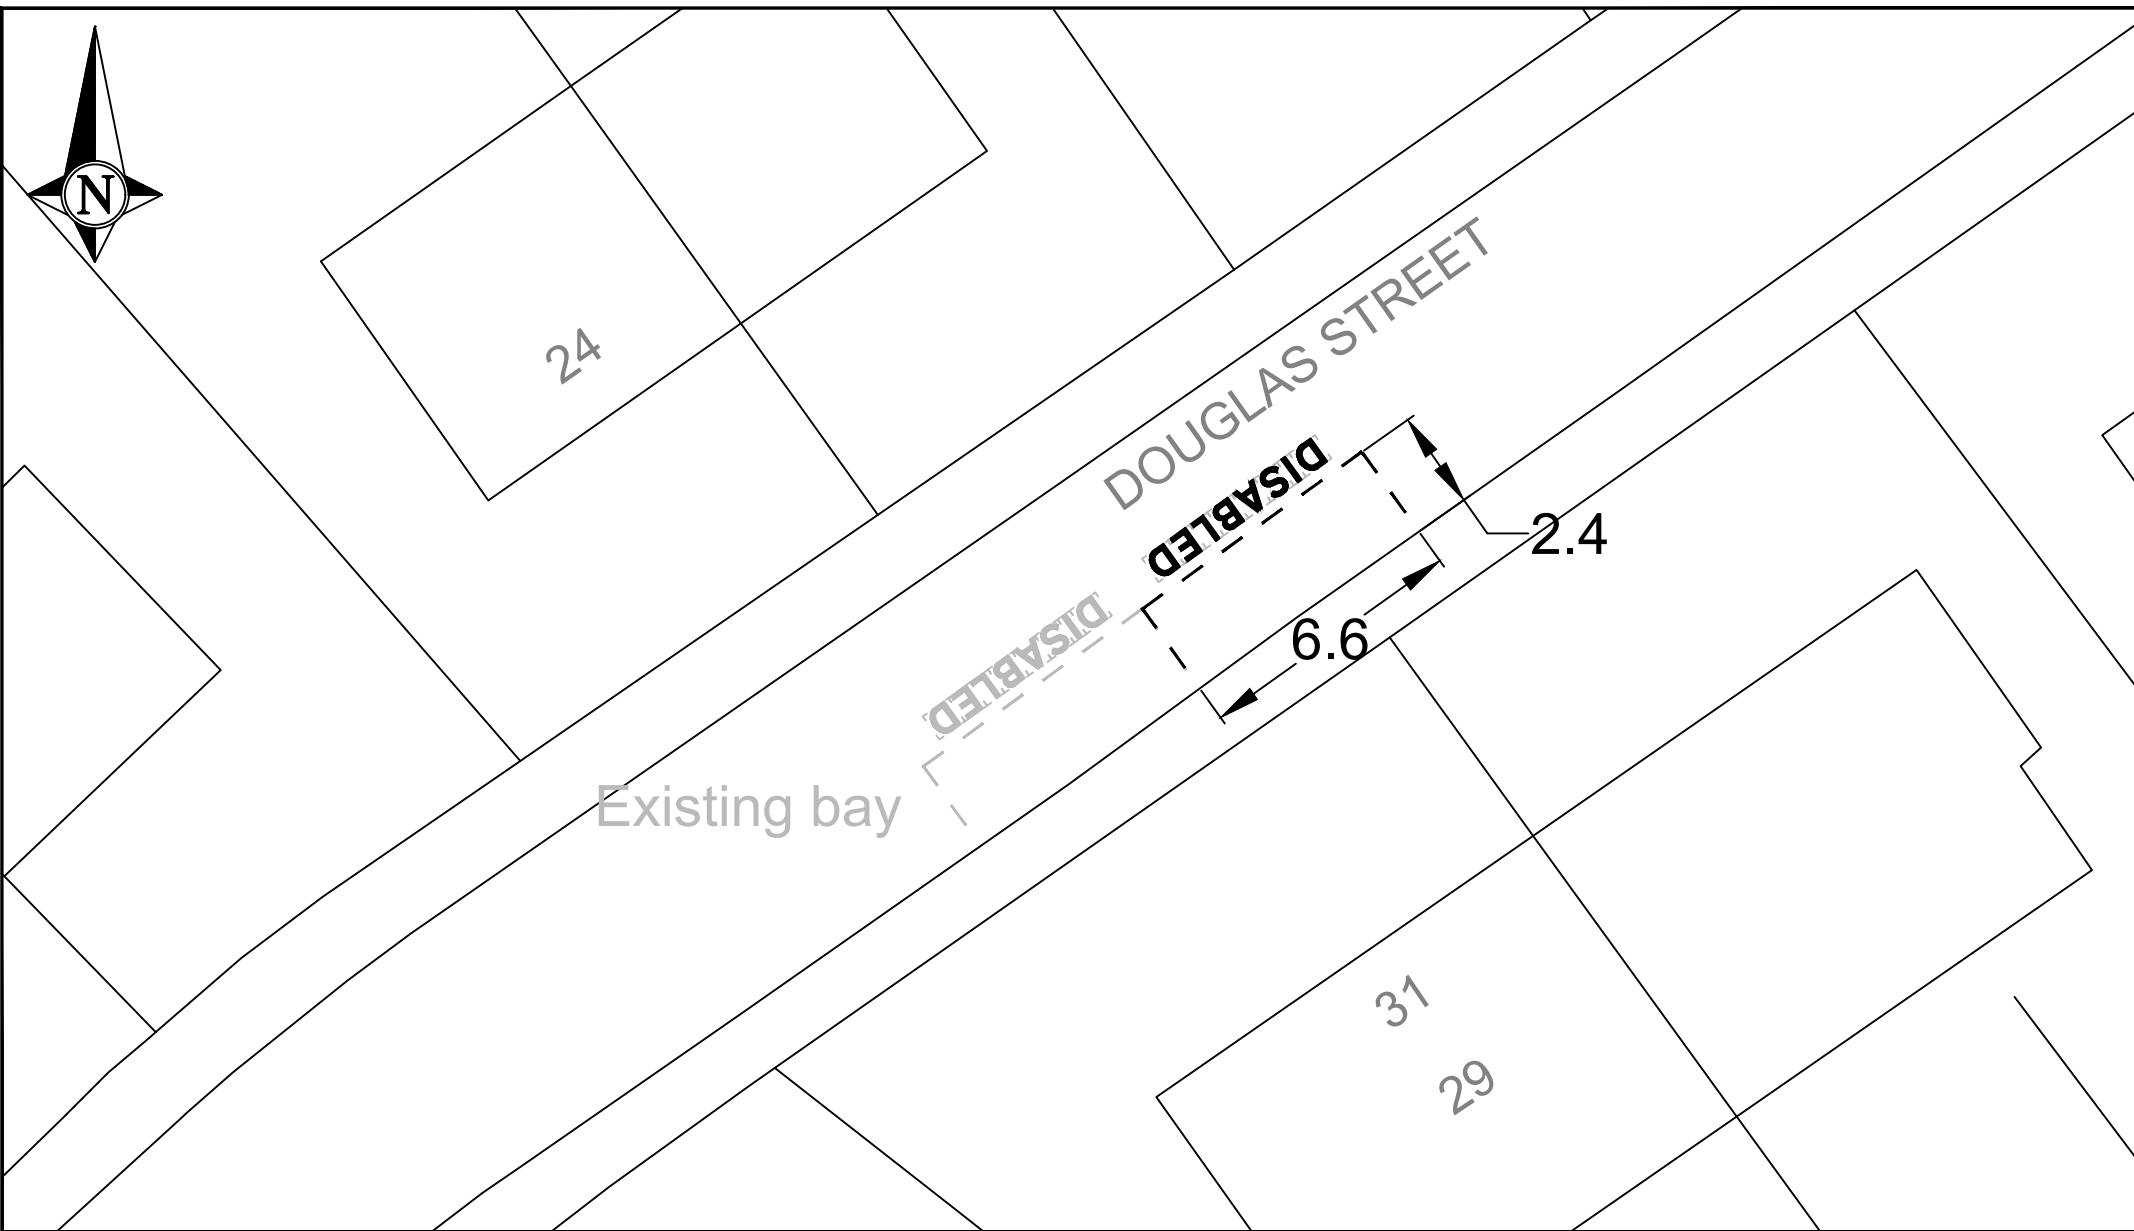 N
24
DOUGLAS STREET
DISABLED
2.4
DISABLED
6.6
Existing bay
31
29